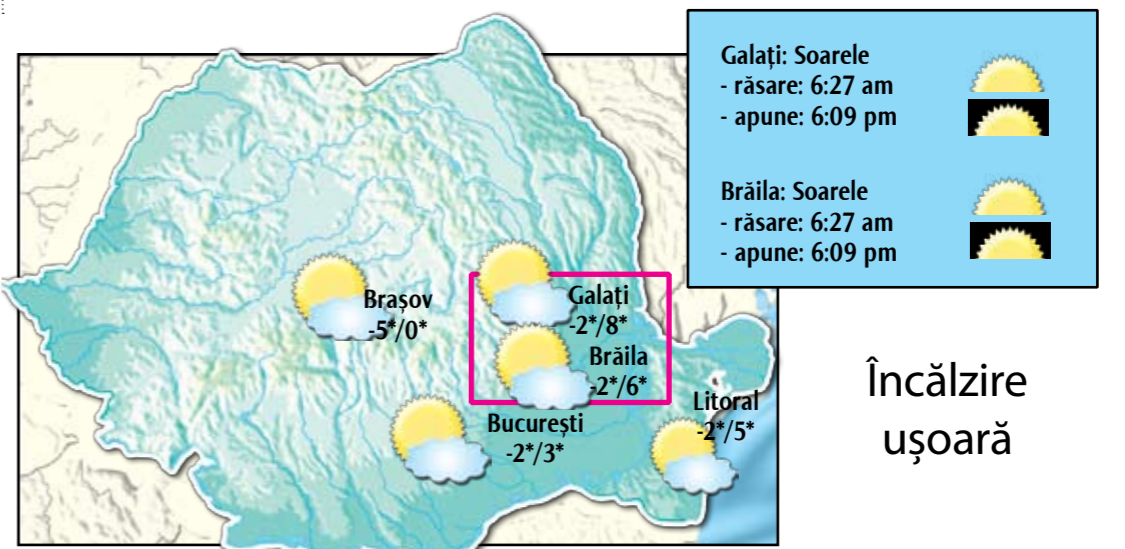 Galați: Soarele
- răsare: 6:27 am
- apune: 6:09 pm
Brăila: Soarele
- răsare: 6:27 am
- apune: 6:09 pm
Brașov
-5*/0*
Galați
-2*/8*
Brăila
-2*/6*
București
-2*/3*
Litoral
-2*/5*
Încălzire
ușoară